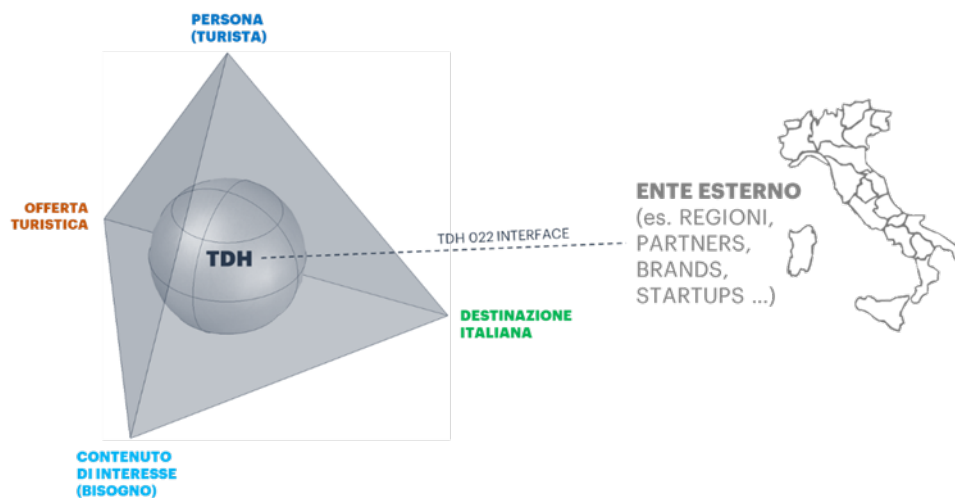 PERSONA
(TURISTA)
OFFERTA
TURISTICA
TDH
TDH 022 INTERFACE
ENTE ESTERNO
(es. REGIONI,
PARTNERS,
BRANDS,
STARTUPS ...)
DESTINAZIONE
ITALIANA
CONTENUTO
DI INTERESSE
(BISOGNO)